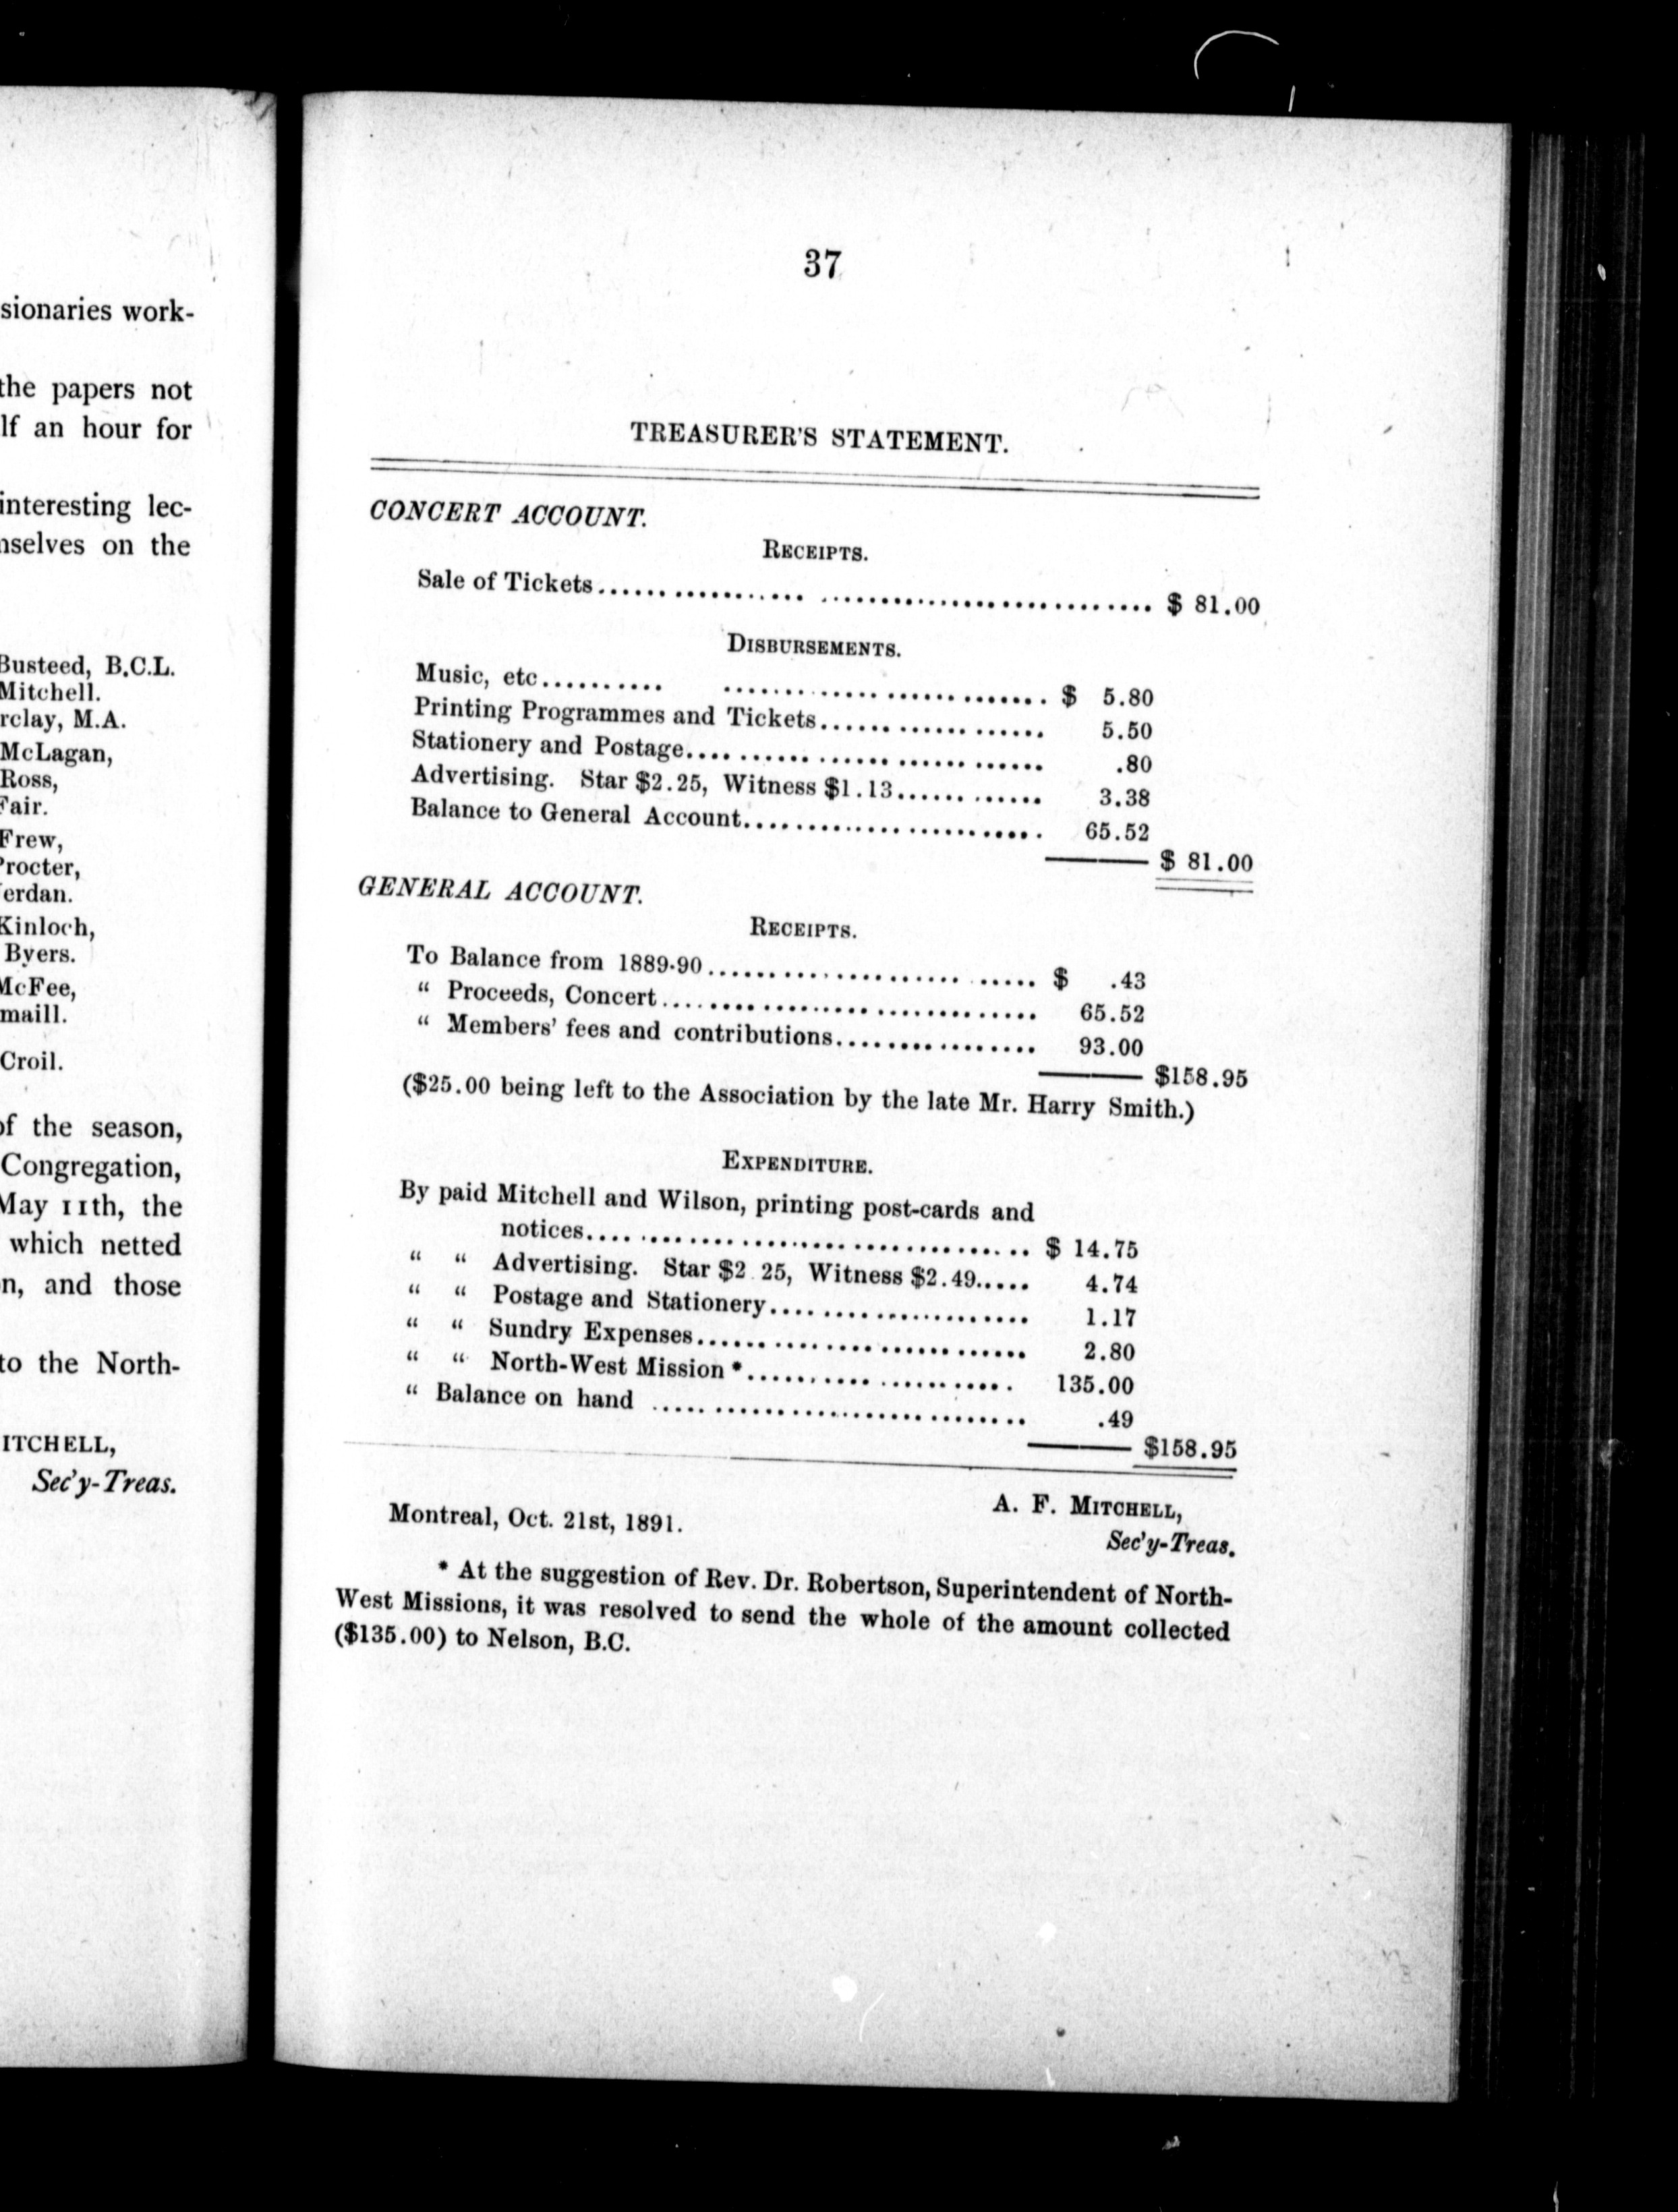 sionaries work-
the papers not
lf an hour for
interesting lec-
selves on the
Busteed, B.C.L.
Mitchell.
rclay, M.A.
McLagan,
Ross,
Fair.
Frew,
Procter,
erdan.
Kinloch,
Byers.
McFee,
maill.
Croil.
of the season,
Congregation,
May 11th, the
which netted
n, and those
to the North-
ITCHELL,
Sec'y-Treas.
37
TREASURER'S STATEMENT.
CONCERT ACCOUNT.
RECEIPTS.
Sale of Tickets.................................................. $ 81.00
DISBURSEMENTS.
Music, etc.......... ............................ $ 5.80
Printing Programmes and Tickets..................... 5.50
Stationery and Postage................................... .80
Advertising. Star $2.25, Witness $1.13............. 3.38
Balance to General Account.......................... 65.52
$ 81.00
GENERAL ACCOUNT.
RECEIPTS.
To Balance from 1889-90............................ $ .43
“ Proceeds, Concert................................ 65.52
“ Members' fees and contributions................ 93.00
$158.95
($25.00 being left to the Association by the late Mr. Harry Smith.)
EXPENDITURE.
By paid Mitchell and Wilson, printing post-cards and
notices...................................... $ 14.75
“ “ Advertising. Star $2 25, Witness $2.49..... 4.74
“ “ Postage and Stationery...................... 1.17
“ “ Sundry Expenses............................. 2.80
“ “ North-West Mission *........................ 135.00
“ Balance on hand ................................ .49
$158.95
A. F. MITCHELL,
Montreal, Oct. 21st, 1891.
Sec'y-Treas.
* At the suggestion of Rev. Dr. Robertson, Superintendent of North-
West Missions, it was resolved to send the whole of the amount collected
($135.00) to Nelson, B.C.